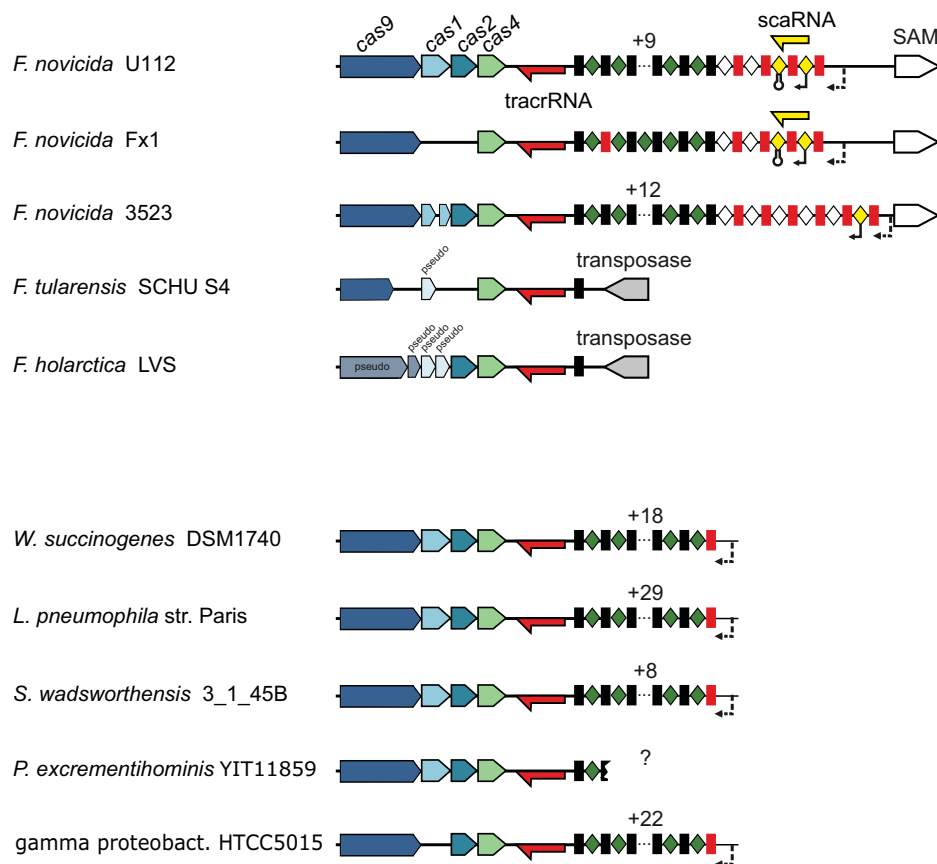 cas9 cas1 cas2 cas4
scaRNA
+9
SAM
F. novicida U112
tracrRNA
F. novicida Fx1
+12
F. novicida 3523
pseudo
transposase
F. tularensis SCHU S4
pseudo
pseudo
pseudo
transposase
F. holarctica LVS
pseudo
+18
W. succinogenes DSM1740
+29
L. pneumophila str. Paris
+8
S. wadsworthensis 3_1_45B
?
P. excrementihominis YIT11859
+22
gamma proteobact. HTCC5015